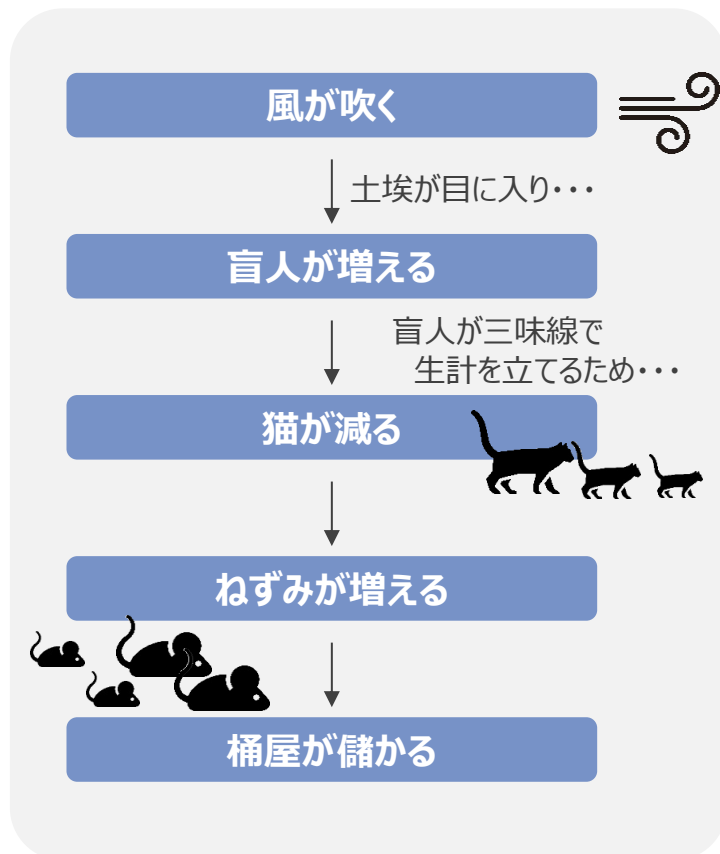 風が吹く
土埃が目に入り・・・
盲人が増える
盲人が三味線で
生計を立てるため・・・
猫が減る
ねずみが増える
桶屋が儲かる